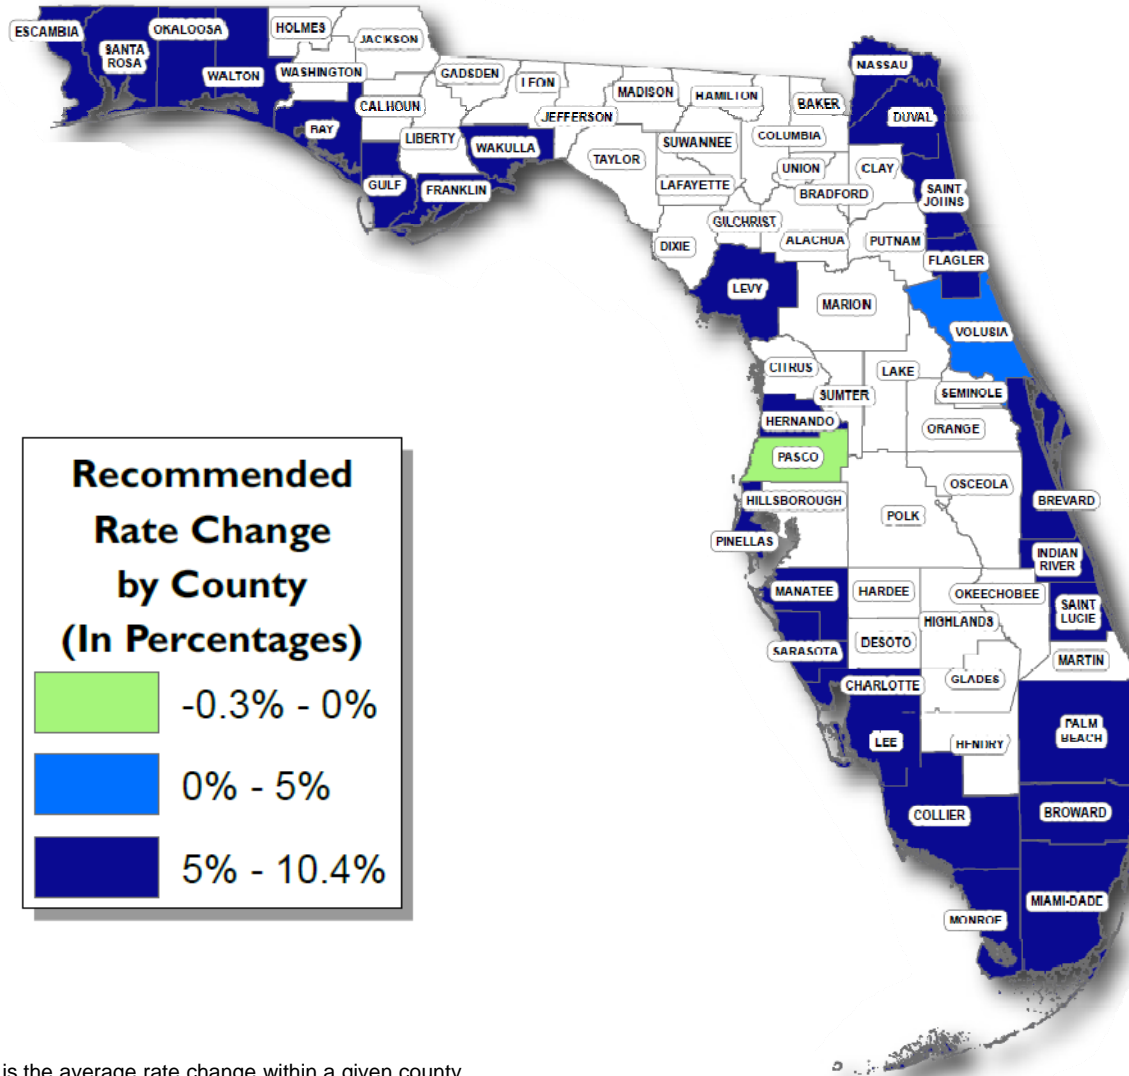 ESCAMBIA
SANTA
ROSA
OKALOOSA
WALTON
HOLMES
JACKSON
WASHINGTON
BAY
CALHOUN
GULF
GADSDEN
LIBERTY
FRANKLIN
LEON
WAKULLA
JEFFERSON
MADISON
TAYLOR
HAMILTON
SUWANNEE
LAFAYETTE
DIXIE
COLUMBIA
GILCHRIST
BAKER
UNION
BRADFORD
ALACHUA
NASSAU
DUVAL
CLAY
SAINT
JOHNS
PUTNAM
FLAGLER
LEVY
MARION
VOLUSIA
CITRUS
SUMTER
LAKE
SEMINOLE
HERNANDO
ORANGE
PASCO
HILLSBOROUGH
PINELLAS
POLK
OSCEOLA
BREVARD
INDIAN
RIVER
MANATEE
HARDEE
OKEECHOBEE
HIGHLANDS
SAINT
LUCIE
SARASOTA
DESOTO
MARTIN
CHARLOTTE
GLADES
LEE
HENDRY
PALM
BEACH
COLLIER
BROWARD
MONROE
MIAMI-DADE
Recommended
Rate Change
by County
(In Percentages)
-0.3% - 0%
0% - 5%
5% - 10.4%
is the average rate change within a given county